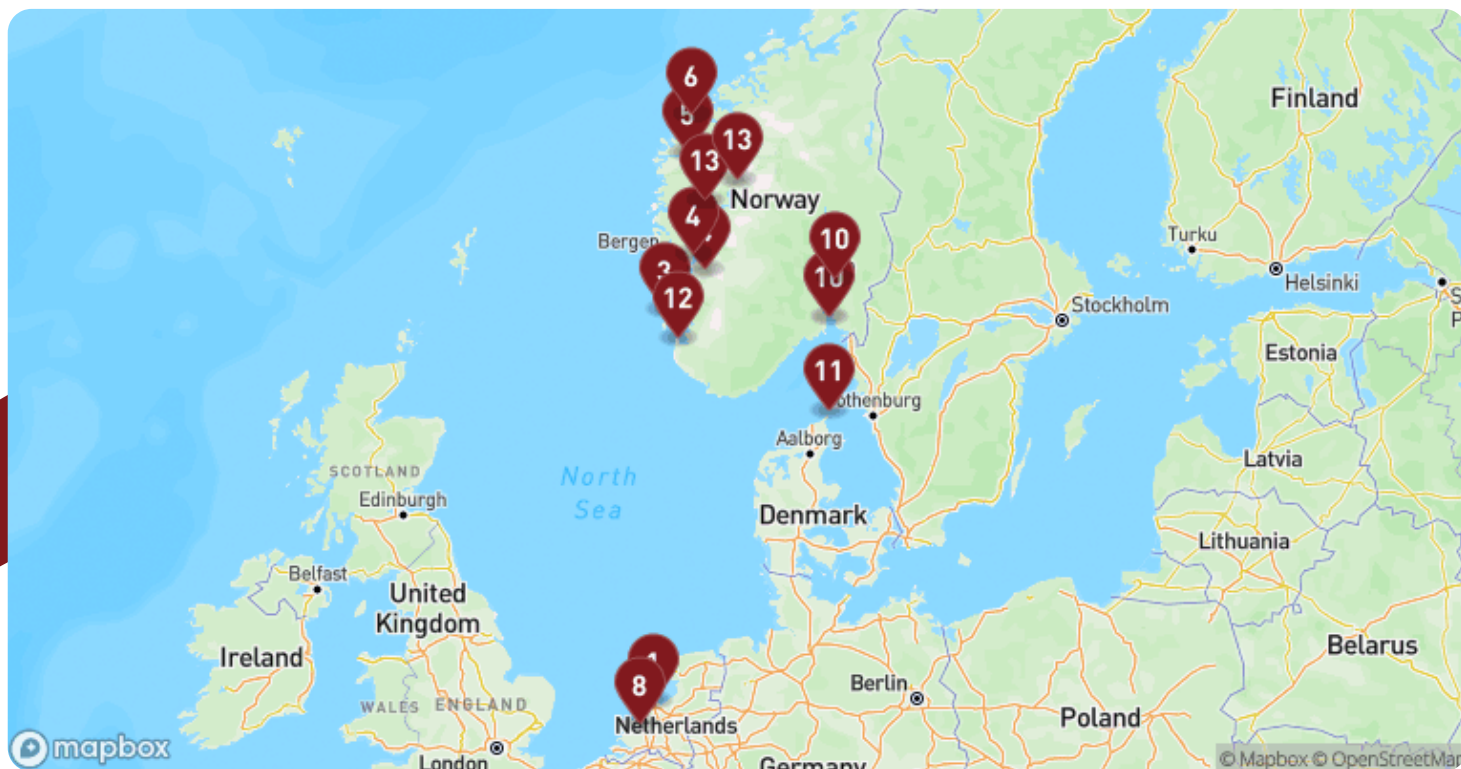 6
Finland
5
13
13
Norway
4
10
Turku
Bergen
3
10
Helsinki
12
Stockholm
Estonia
11
othenburg
Aalborg
Latvia
SCOTLAND
North
Sea
Edinburgh
Denmark
Lithuania
Belfast
United
Kingdom
Ireland
Belarus
8
Berlin
WALES
ENGLAND
Netherlands
Poland
mapbox
London
Germany
© Mapbox © OpenStreetMap